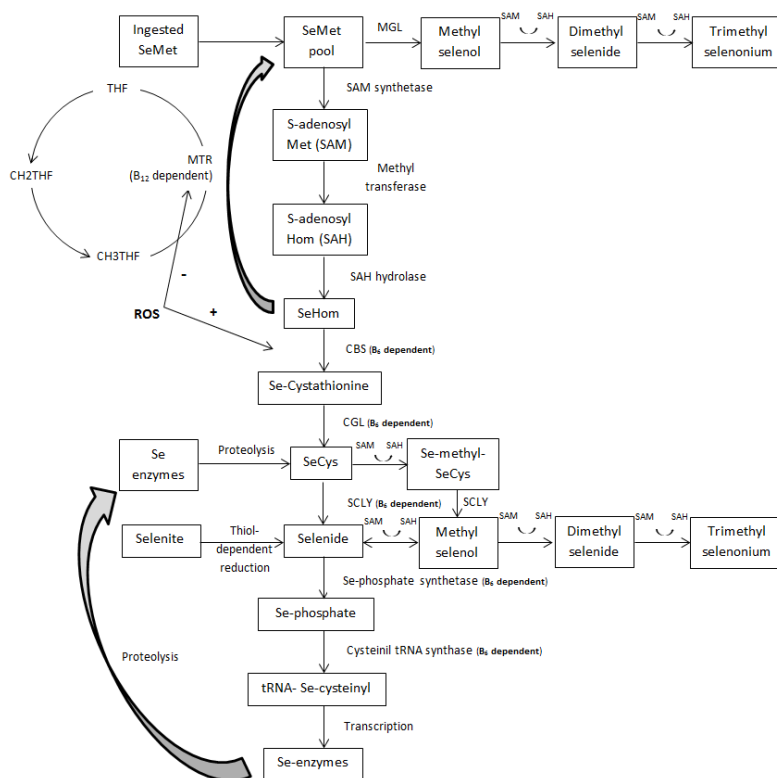 Ingested
SeMet
SeMet
pool
MGL
Methyl
selenol
SAM SAH
Dimethyl
selenide
SAM SAH
Trimethyl
selenonium
SAM synthetase
THF
S-adenosyl
Met (SAM)
MTR
(B₁₂ dependent)
CH2THF
Methyl
transferase
S-adenosyl
Hom (SAH)
CH3THF
-
SAH hydrolase
ROS
+
SeHom
CBS (B₆ dependent)
Se-Cystathionine
CGL (B₆ dependent)
Se
enzymes
Proteolysis
SeCys
SAM SAH
Se-methyl-
SeCys
SCLY (B₆ dependent)
SCLY
Selenite
Thiol-
dependent
reduction
Selenide
SAM SAH
Methyl
selenol
SAM SAH
Dimethyl
selenide
SAM SAH
Trimethyl
selenonium
Se-phosphate synthetase (B₆ dependent)
Se-phosphate
Cysteinil tRNA synthase (B₆ dependent)
Proteolysis
tRNA- Se-cysteinyl
Transcription
Se-enzymes